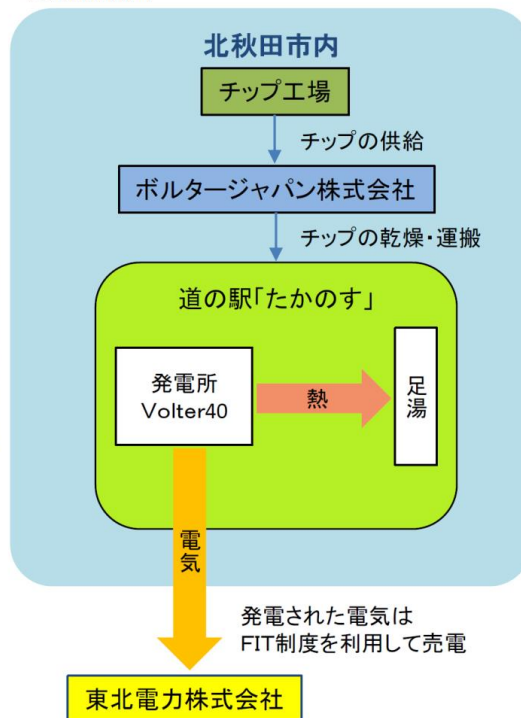 北秋田市内
チップ工場
チップの供給
ボルタージャパン株式会社
チップの乾燥・運搬
道の駅「たかのす」
発電所
Volter40
熱
足湯
電気
発電された電気は
FIT制度を利用して売電
東北電力株式会社